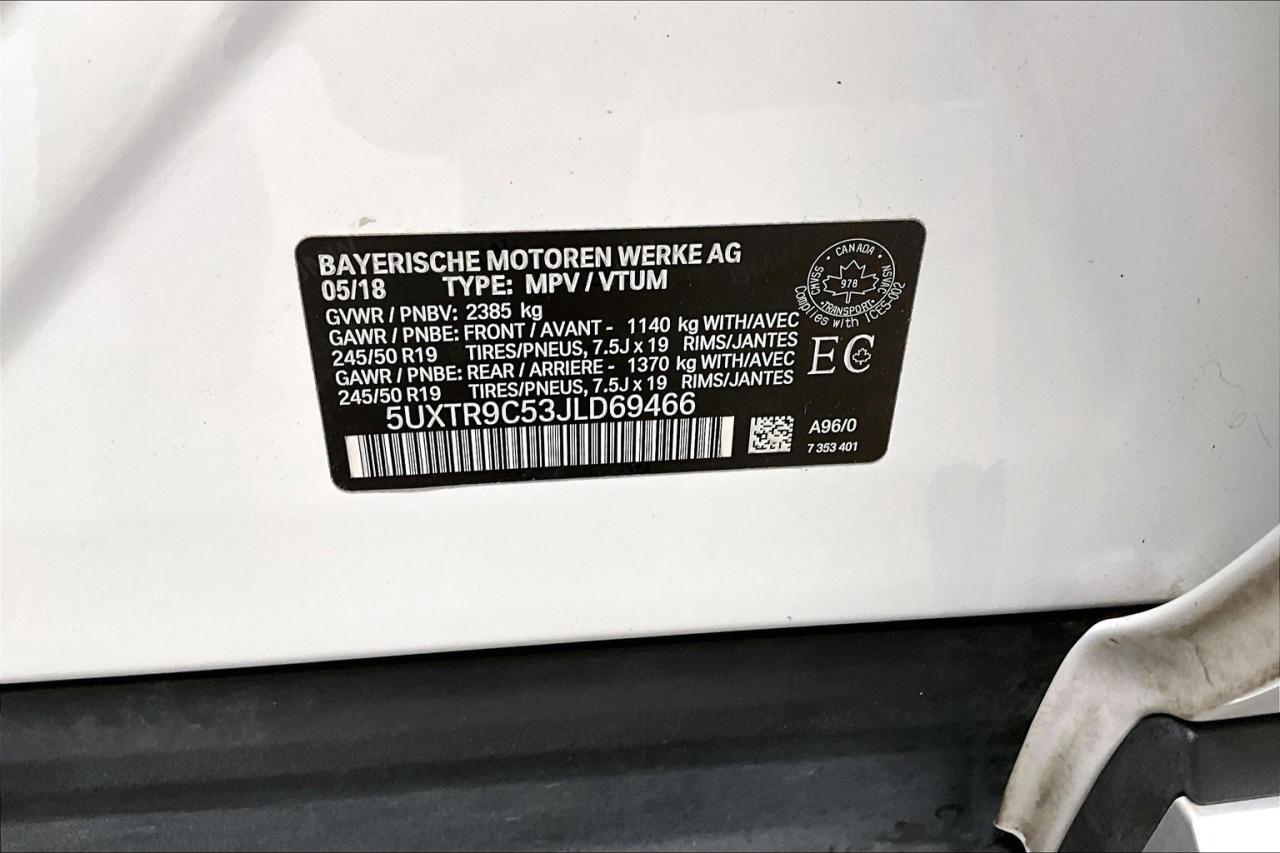 BAYERISCHE MOTOREN WERKE AG
05/18 TYPE: MPV / VTUM
GVWR / PNBV: 2385 kg
GAWR / PNBE: FRONT / AVANT - 1140 kg WITH/AVEC
245/50 R19 TIRES/PNEUS, 7.5J x 19 RIMS/JANTES
GAWR / PNBE: REAR / ARRIERE - 1370 kg WITH/AVEC
245/50 R19 TIRES/PNEUS, 7.5J x 19 RIMS/JANTES
5UXTR9C53JLD69466
CANADA
CMVSS
978
NSVAC
TRANSPORT
Complies with ICES-002
EC
A96/0
7 353 401